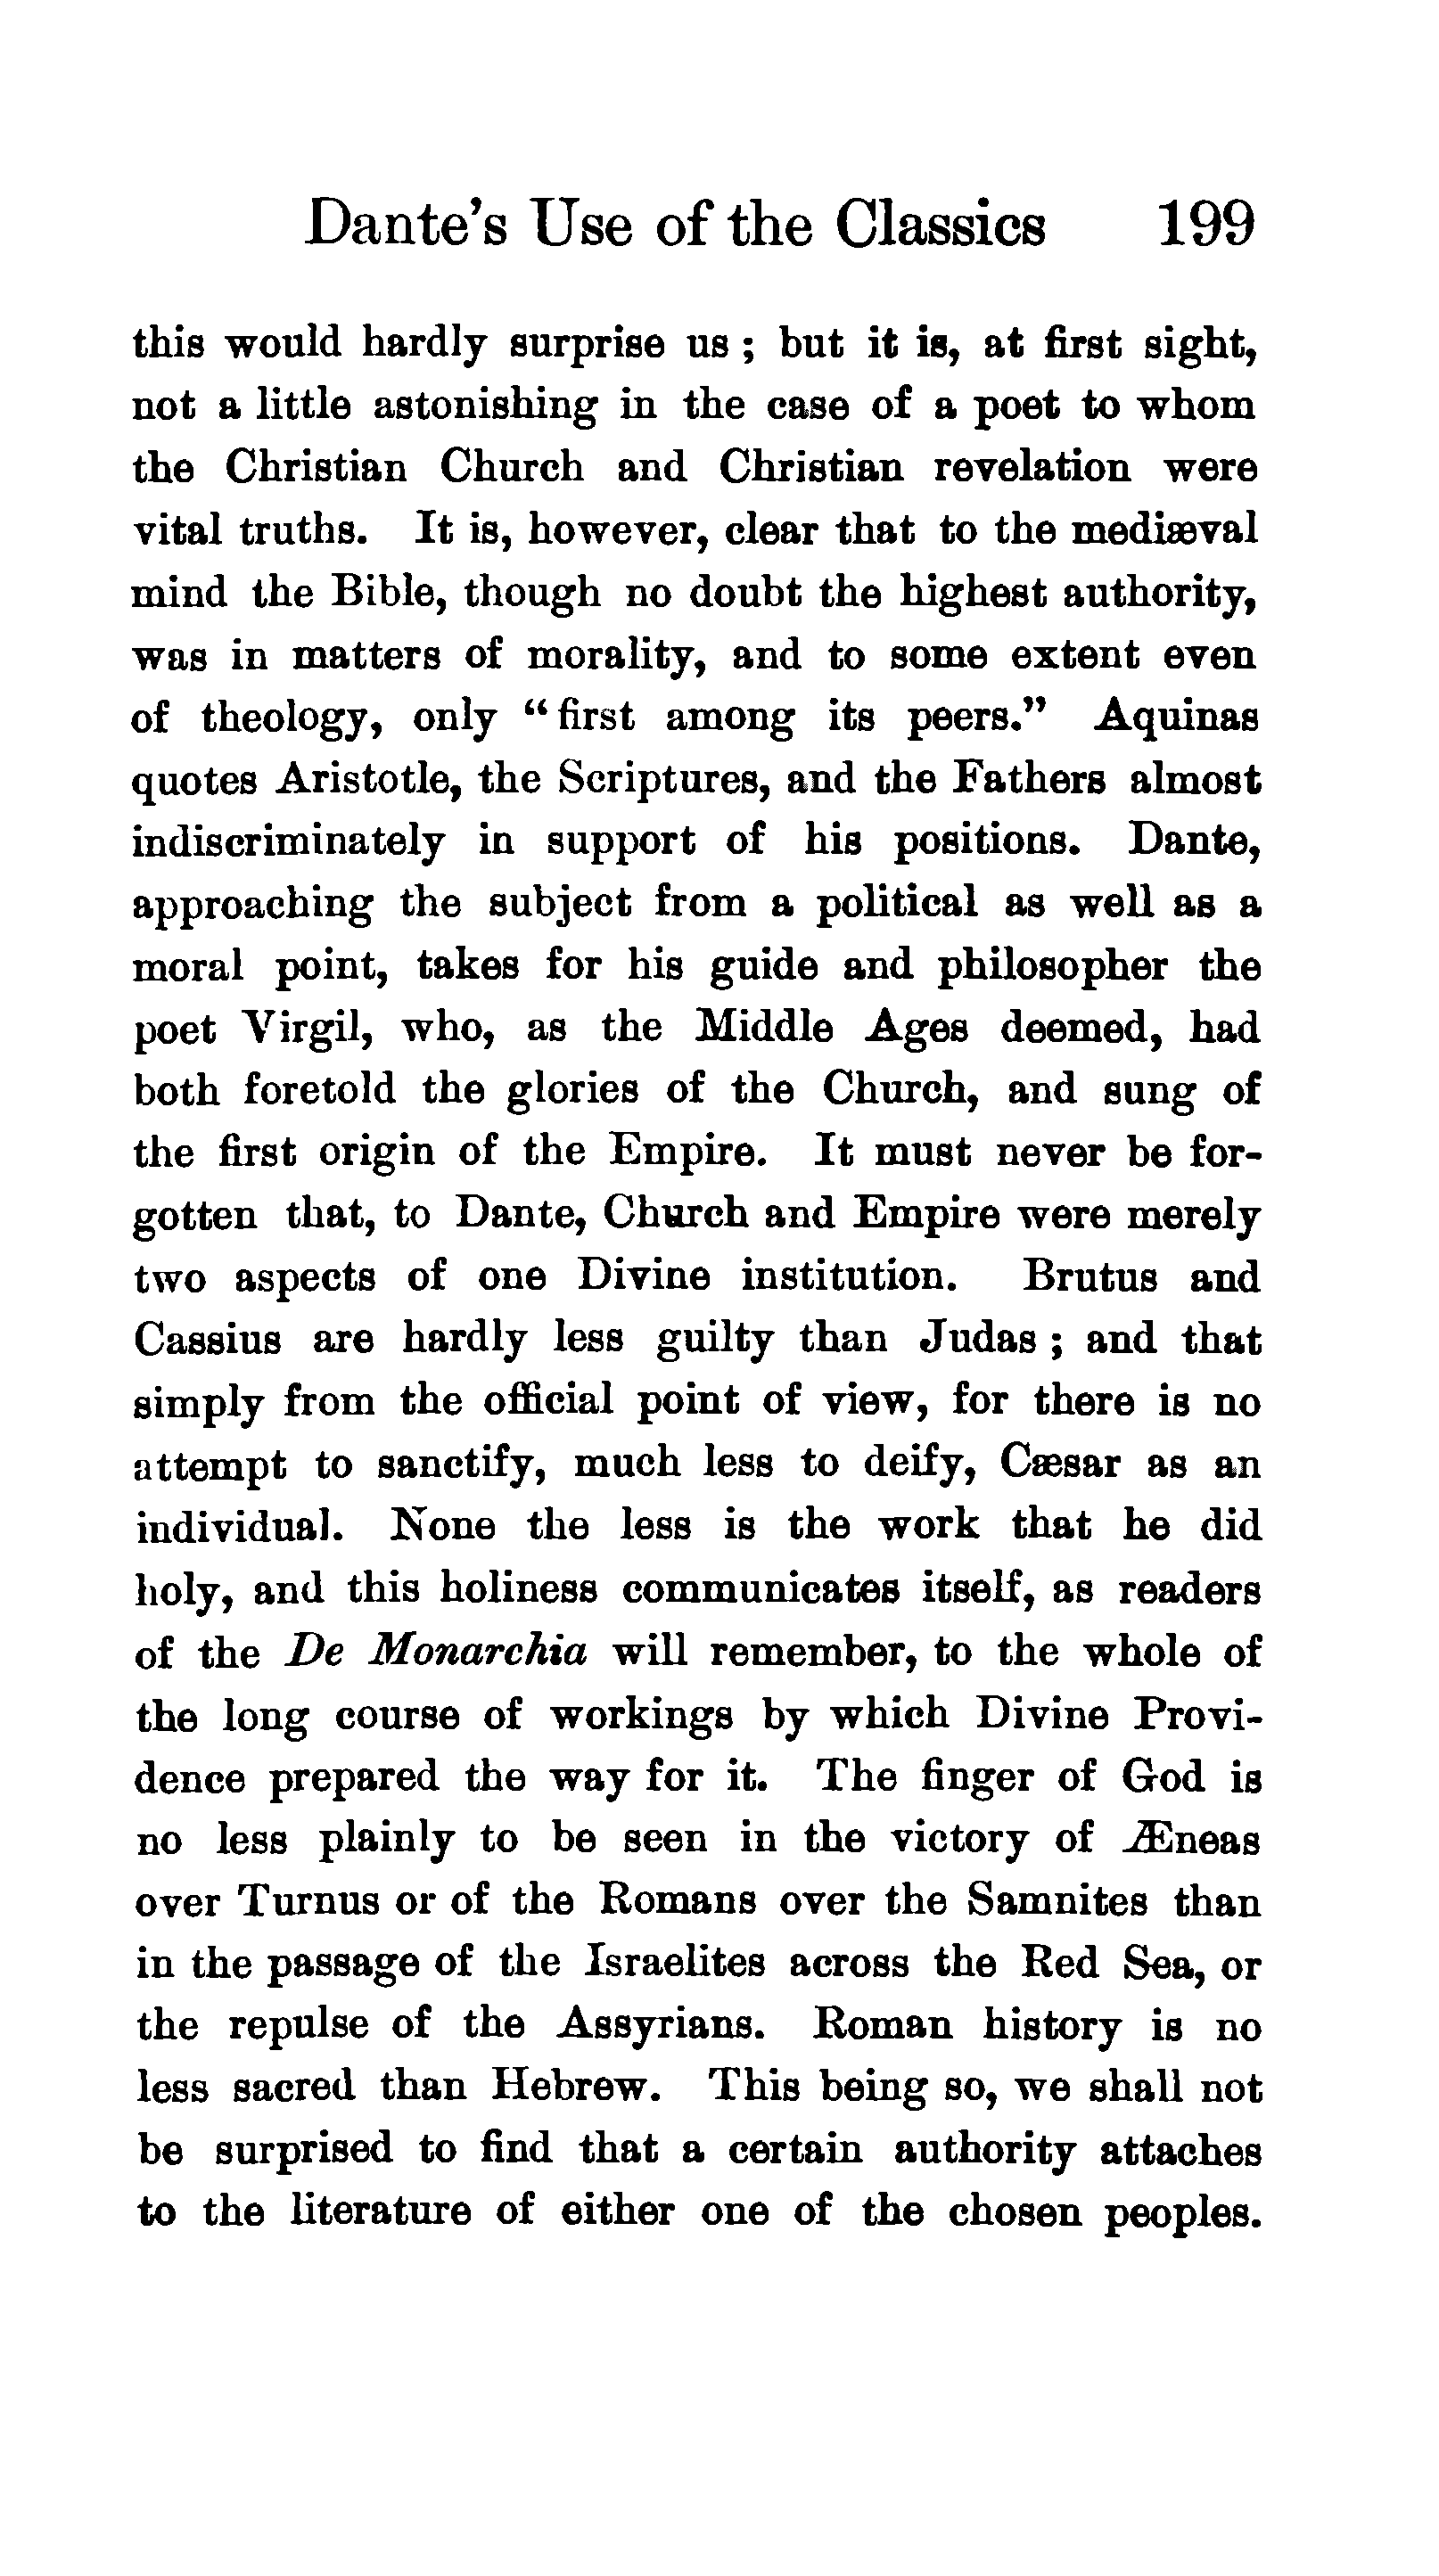 Dante's Use of the Classics 199
this would hardly surprise us ; but it is, at first sight,
not a little astonishing in the case of a poet to whom
the Christian Church and Christian revelation were
vital truths. It is, however, clear that to the mediæval
mind the Bible, though no doubt the highest authority,
was in matters of morality, and to some extent even
of theology, only “first among its peers.” Aquinas
quotes Aristotle, the Scriptures, and the Fathers almost
indiscriminately in support of his positions. Dante,
approaching the subject from a political as well as a
moral point, takes for his guide and philosopher the
poet Virgil, who, as the Middle Ages deemed, had
both foretold the glories of the Church, and sung of
the first origin of the Empire. It must never be for-
gotten that, to Dante, Church and Empire were merely
two aspects of one Divine institution. Brutus and
Cassius are hardly less guilty than Judas ; and that
simply from the official point of view, for there is no
attempt to sanctify, much less to deify, Cæsar as an
individual. None the less is the work that he did
holy, and this holiness communicates itself, as readers
of the De Monarchia will remember, to the whole of
the long course of workings by which Divine Provi-
dence prepared the way for it. The finger of God is
no less plainly to be seen in the victory of Æneas
over Turnus or of the Romans over the Samnites than
in the passage of the Israelites across the Red Sea, or
the repulse of the Assyrians. Roman history is no
less sacred than Hebrew. This being so, we shall not
be surprised to find that a certain authority attaches
to the literature of either one of the chosen peoples.